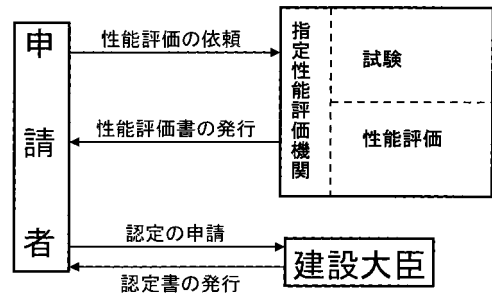 申請者
性能評価の依頼
指定性能評価機関
試験
性能評価書の発行
性能評価
認定の申請
建設大臣
認定書の発行